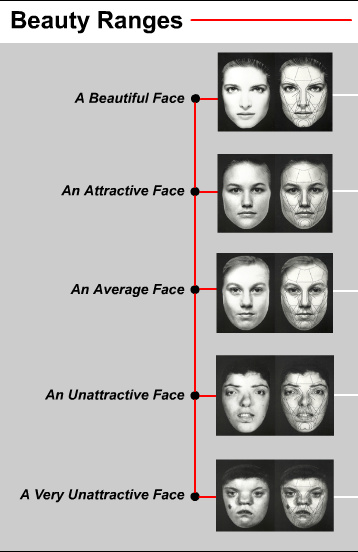 Beauty Ranges
A Beautiful Face
An Attractive Face
An Average Face
An Unattractive Face
A Very Unattractive Face